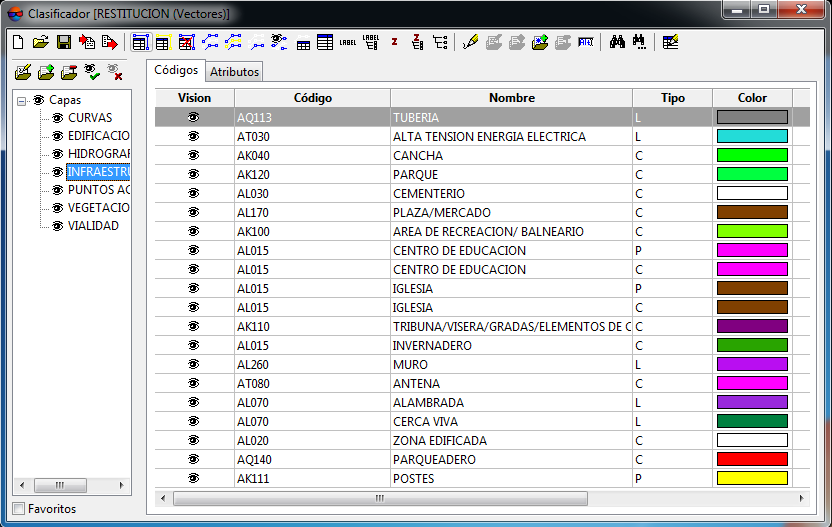 Clasificador [RESTITUCION (Vectores)]
LABEL LABEL Z Z
Códigos Atributos
Capas
CURVAS
EDIFICACIO
HIDROGRAF
INFRAESTRU
PUNTOS AC
VEGETACIO
VIALIDAD
Favoritos
Vision Código Nombre Tipo Color
AQ113 TUBERIA L
AT030 ALTA TENSION ENERGIA ELECTRICA L
AK040 CANCHA C
AK120 PARQUE C
AL030 CEMENTERIO C
AL170 PLAZA/MERCADO C
AK100 AREA DE RECREACION/ BALNEARIO C
AL015 CENTRO DE EDUCACION P
AL015 CENTRO DE EDUCACION C
AL015 IGLESIA P
AL015 IGLESIA C
AK110 TRIBUNA/VISERA/GRADAS/ELEMENTOS DE C C
AL015 INVERNADERO C
AL260 MURO L
AT080 ANTENA C
AL070 ALAMBRADA L
AL070 CERCA VIVA L
AL020 ZONA EDIFICADA C
AQ140 PARQUEADERO C
AK111 POSTES P